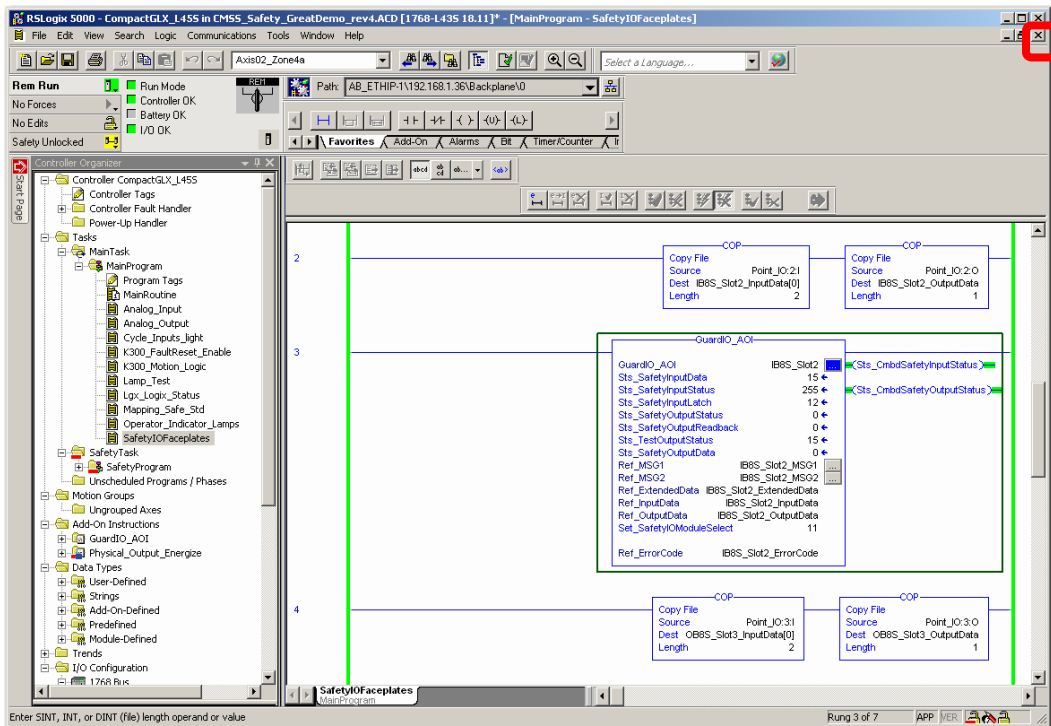 RSLogix 5000 - CompactGLX_L45S in CMSS_Safety_GreatDemo_rev4.ACD [1768-L43S 18.11]* - [MainProgram - SafetyIOFaceplates]
File Edit View Search Logic Communications Tools Window Help
Axis02_Zone4a
Select a Language...
Rem Run
Run Mode
REM
Path: AB_ETHIP-1\192.168.1.36\Backplane\0
No Forces
Controller OK
Battery OK
No Edits
I/O OK
Safety Unlocked
Favorites Add-On Alarms Bit Timer/Counter
Start Page
Controller Organizer
Controller CompactGLX_L45S
Controller Tags
Controller Fault Handler
Power-Up Handler
Tasks
MainTask
MainProgram
Program Tags
MainRoutine
Analog_Input
Analog_Output
Cycle_Inputs_light
K300_FaultReset_Enable
K300_Motion_Logic
Lamp_Test
Lgx_Logix_Status
Mapping_Safe_Std
Operator_Indicator_Lamps
SafetyIOFaceplates
SafetyTask
SafetyProgram
Unscheduled Programs / Phases
Motion Groups
Ungrouped Axes
Add-On Instructions
GuardIO_AOI
Physical_Output_Energize
Data Types
User-Defined
Strings
Add-On-Defined
Predefined
Module-Defined
Trends
I/O Configuration
1768 Bus
2
COP
Copy File
Source Point_IO:2:I
Dest IB8S_Slot2_InputData[0]
Length 2
COP
Copy File
Source Point_IO:2:O
Dest IB8S_Slot2_OutputData
Length 1
3
GuardIO_AOI
GuardIO_AOI IB8S_Slot2 ...
Sts_SafetyInputData 15
Sts_SafetyInputStatus 255
Sts_SafetyInputLatch 12
Sts_SafetyOutputStatus 0
Sts_SafetyOutputReadback 0
Sts_TestOutputStatus 15
Sts_SafetyOutputData 0
Ref_MSG1 IB8S_Slot2_MSG1 ...
Ref_MSG2 IB8S_Slot2_MSG2 ...
Ref_ExtendedData IB8S_Slot2_ExtendedData
Ref_InputData IB8S_Slot2_InputData
Ref_OutputData IB8S_Slot2_OutputData
Set_SafetyIOModuleSelect 11
Ref_ErrorCode IB8S_Slot2_ErrorCode
Sts_CmbdSafetyInputStatus
Sts_CmbdSafetyOutputStatus
4
COP
Copy File
Source Point_IO:3:I
Dest OB8S_Slot3_InputData[0]
Length 2
COP
Copy File
Source Point_IO:3:O
Dest OB8S_Slot3_OutputData
Length 1
SafetyIOFaceplates
MainProgram
Enter SINT, INT, or DINT (file) length operand or value
Rung 3 of 7 APP VER